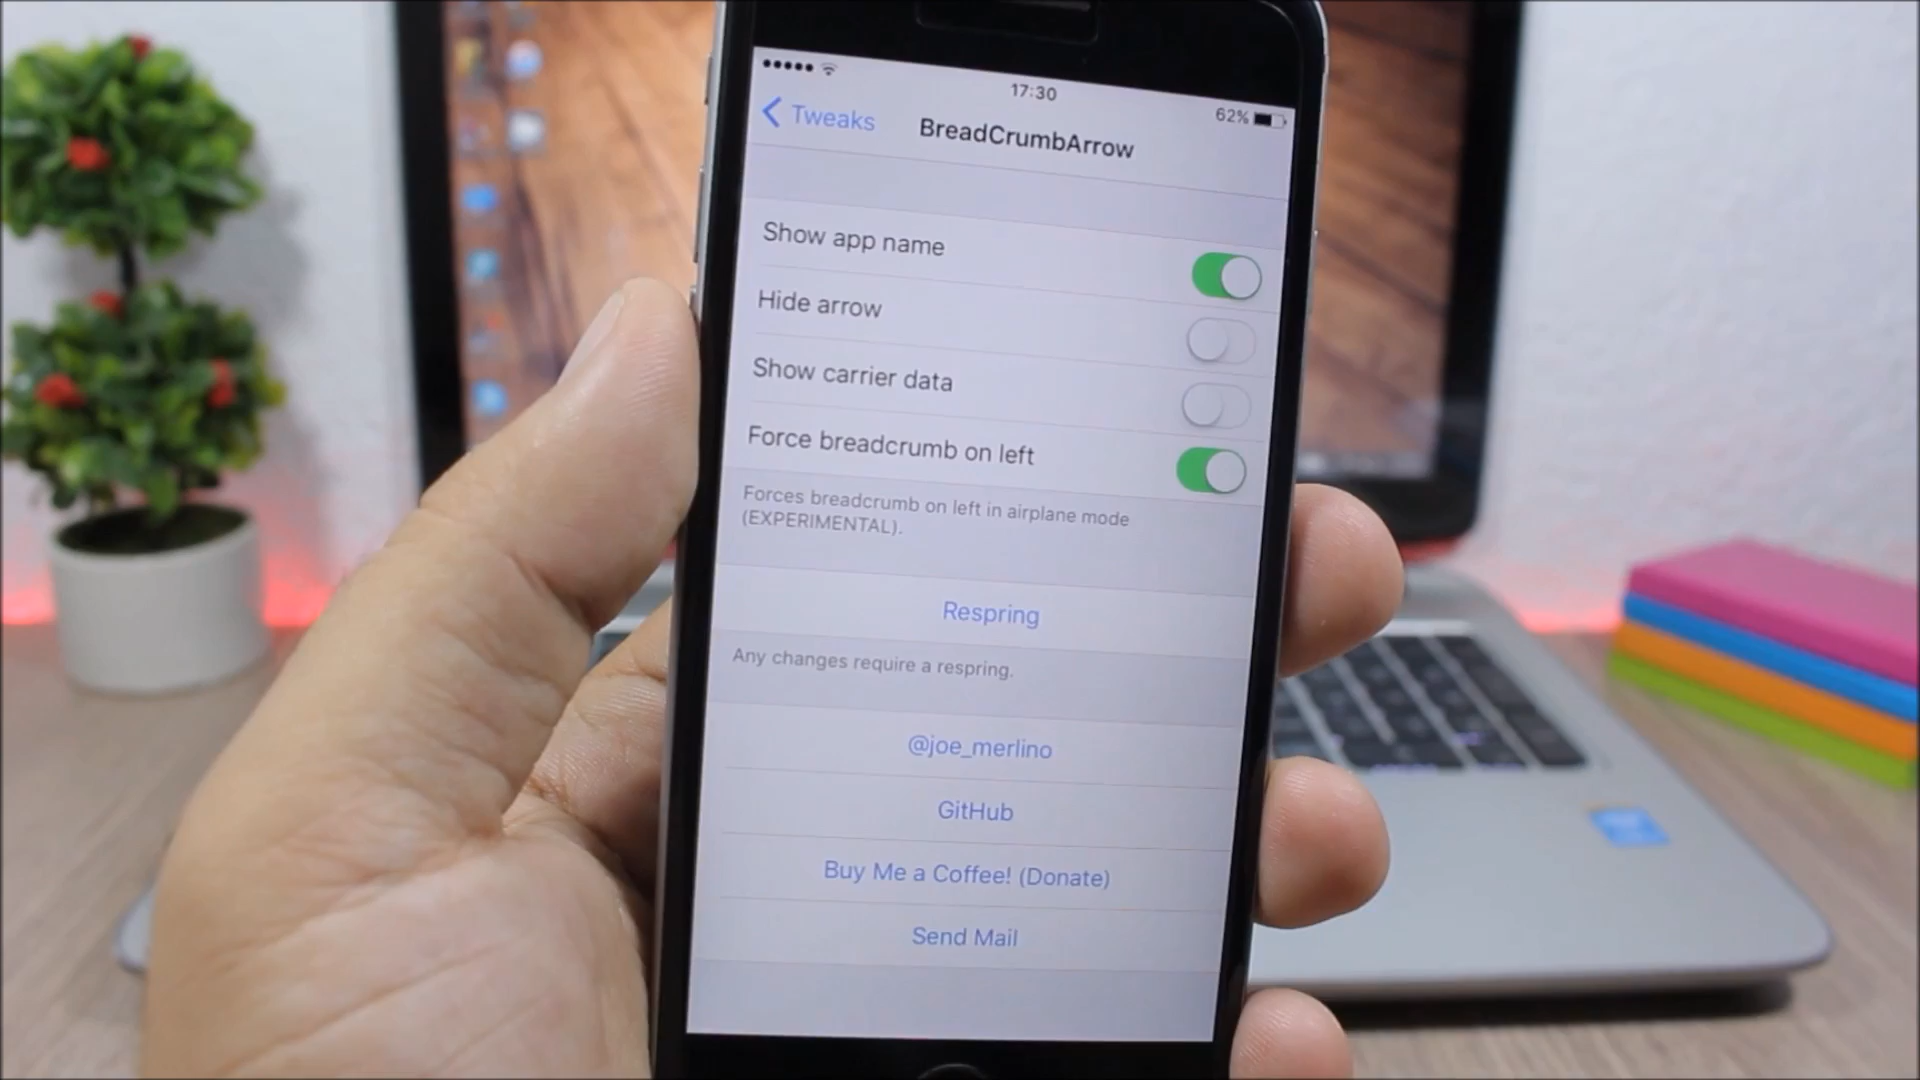 17:30
62%
Tweaks
BreadCrumbArrow
Show app name
Hide arrow
Show carrier data
Force breadcrumb on left
Forces breadcrumb on left in airplane mode
(EXPERIMENTAL).
Respring
Any changes require a respring.
@joe_merlino
GitHub
Buy Me a Coffee! (Donate)
Send Mail